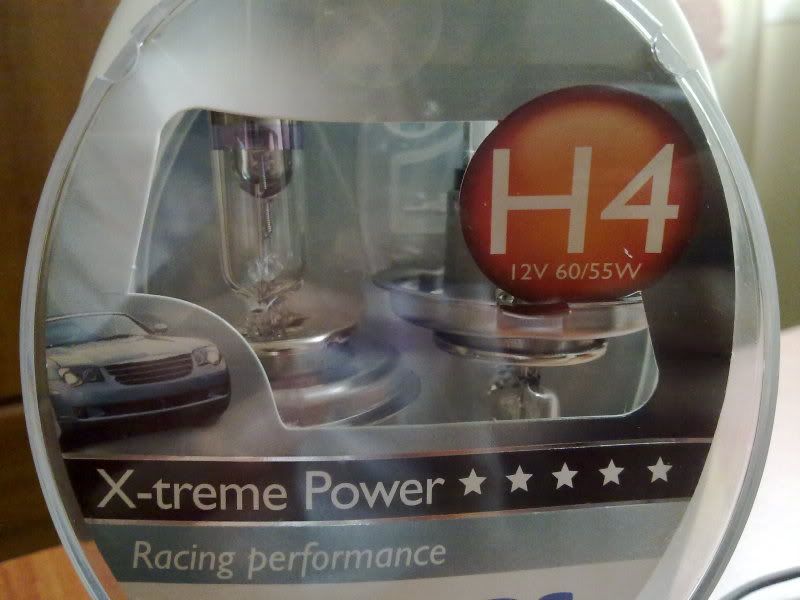 H4
12V 60/55W
X-treme Power ★★★★★
Racing performance